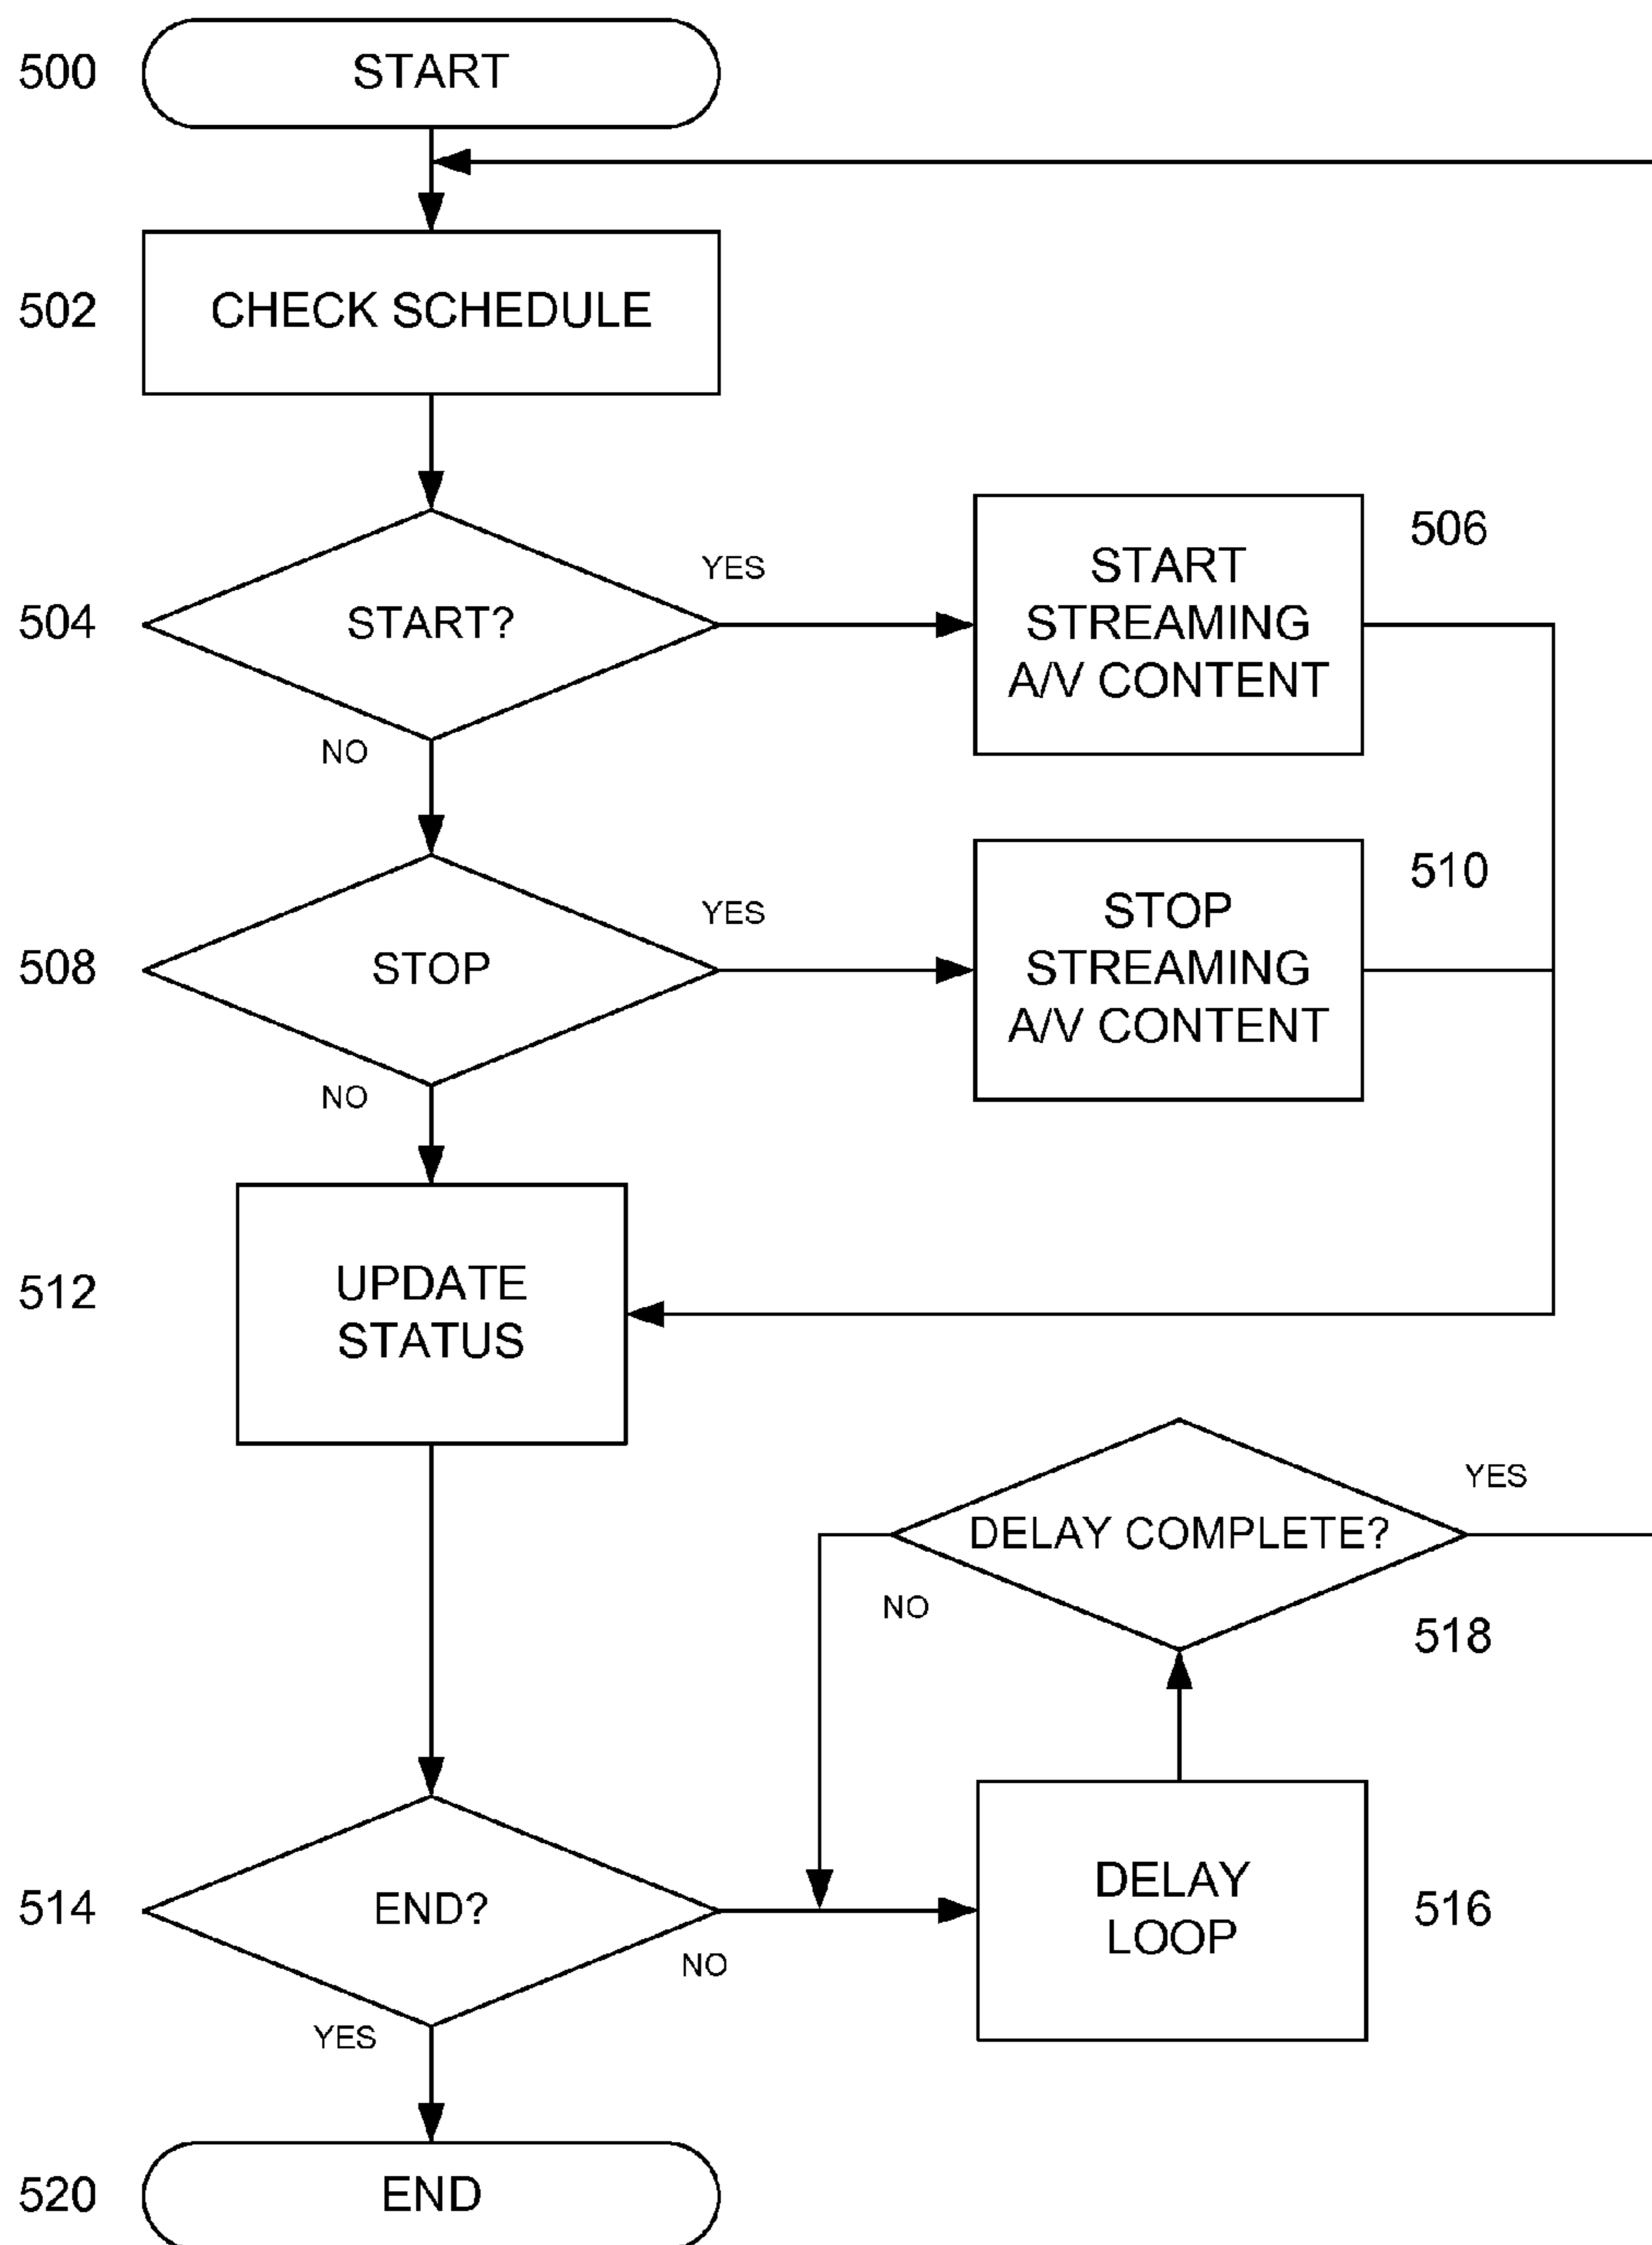 500
START
502
CHECK SCHEDULE
504
START?
YES
NO
START
STREAMING
A/V CONTENT
506
508
STOP
YES
NO
STOP
STREAMING
A/V CONTENT
510
512
UPDATE
STATUS
DELAY COMPLETE?
YES
NO
518
514
END?
NO
YES
DELAY
LOOP
516
520
END